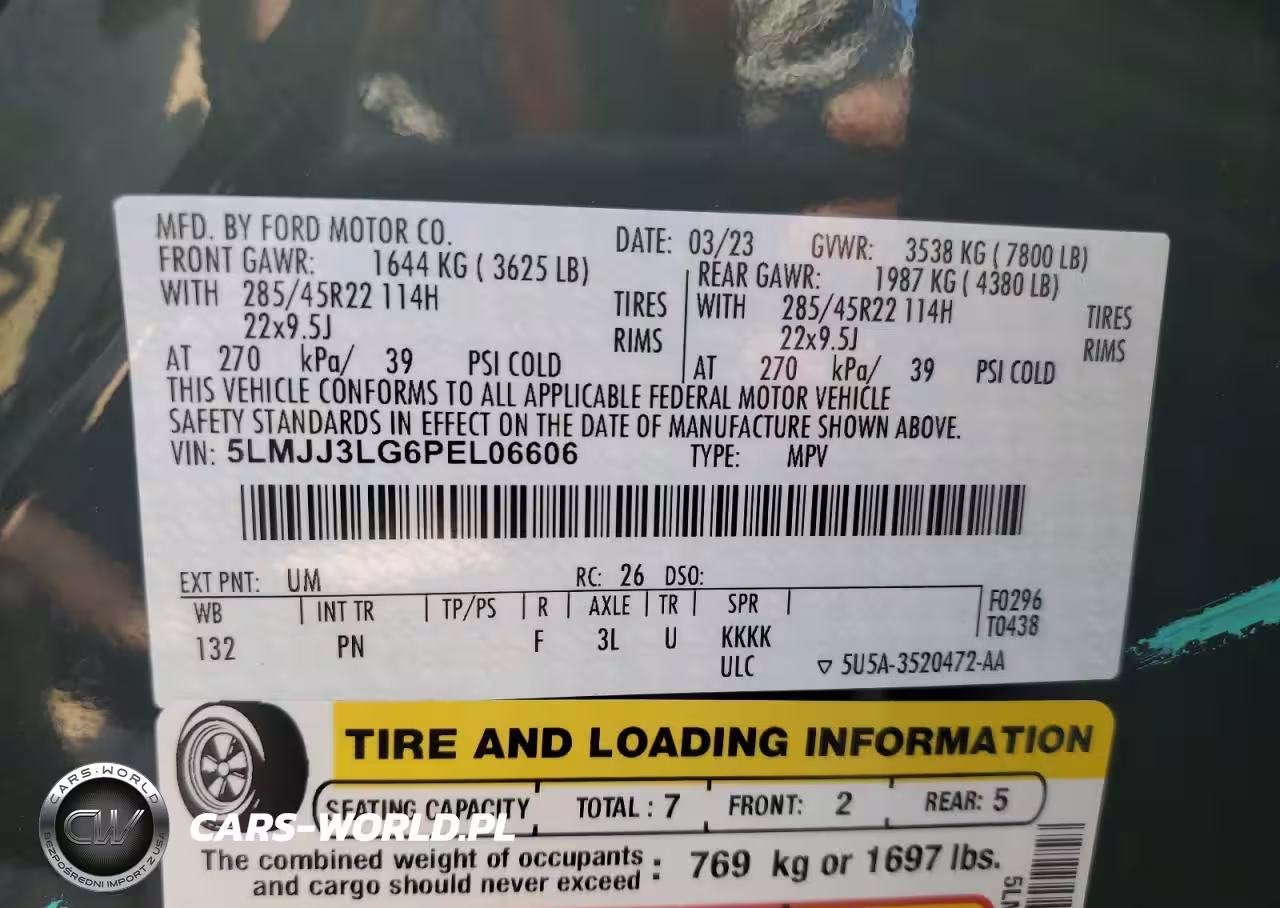 MFD. BY FORD MOTOR CO. DATE: 03/23 GVWR: 3538 KG ( 7800 LB)
FRONT GAWR: 1644 KG ( 3625 LB) REAR GAWR: 1987 KG ( 4380 LB)
WITH 285/45R22 114H TIRES WITH 285/45R22 114H TIRES
22x9.5J RIMS 22x9.5J RIMS
AT 270 kPa/ 39 PSI COLD AT 270 kPa/ 39 PSI COLD
THIS VEHICLE CONFORMS TO ALL APPLICABLE FEDERAL MOTOR VEHICLE
SAFETY STANDARDS IN EFFECT ON THE DATE OF MANUFACTURE SHOWN ABOVE.
VIN: 5LMJJ3LG6PEL06606 TYPE: MPV
EXT PNT: UM RC: 26 DSO:
WB INT TR TP/PS R AXLE TR SPR F0296
T0438
132 PN F 3L U KKKK
ULC 5U5A-3520472-AA
TIRE AND LOADING INFORMATION
SEATING CAPACITY TOTAL : 7 FRONT: 2 REAR: 5
The combined weight of occupants
and cargo should never exceed : 769 kg or 1697 lbs.
CARS-WORLD.PL
CARS-WORLD
CW
BEZPOŚREDNI IMPORT Z USA